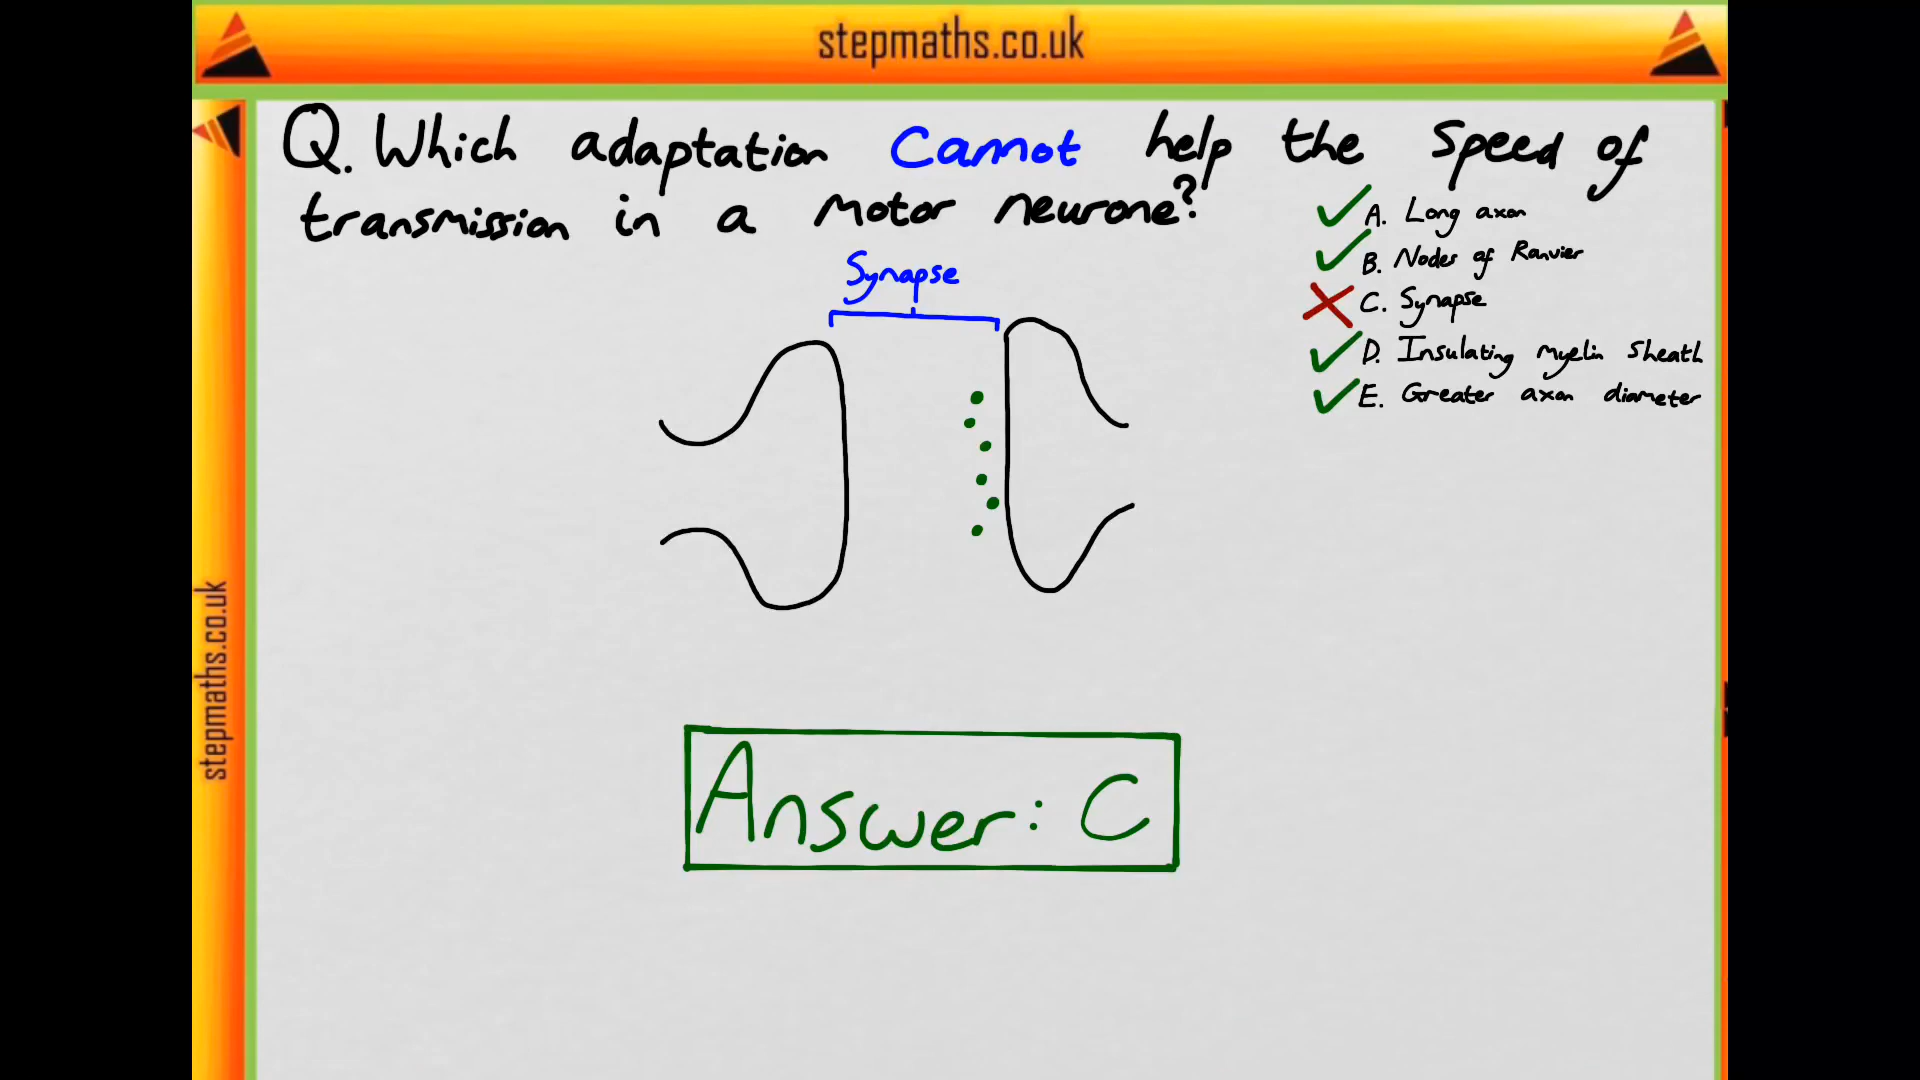 stepmaths.co.uk
Q. Which adaptation Cannot help the Speed of
transmission in a motor neurone?
A. Long axon
B. Nodes of Ranvier
C. Synapse
D. Insulating myelin Sheath
E. Greater axon diameter
Synapse
stepmaths.co.uk
Answer: C